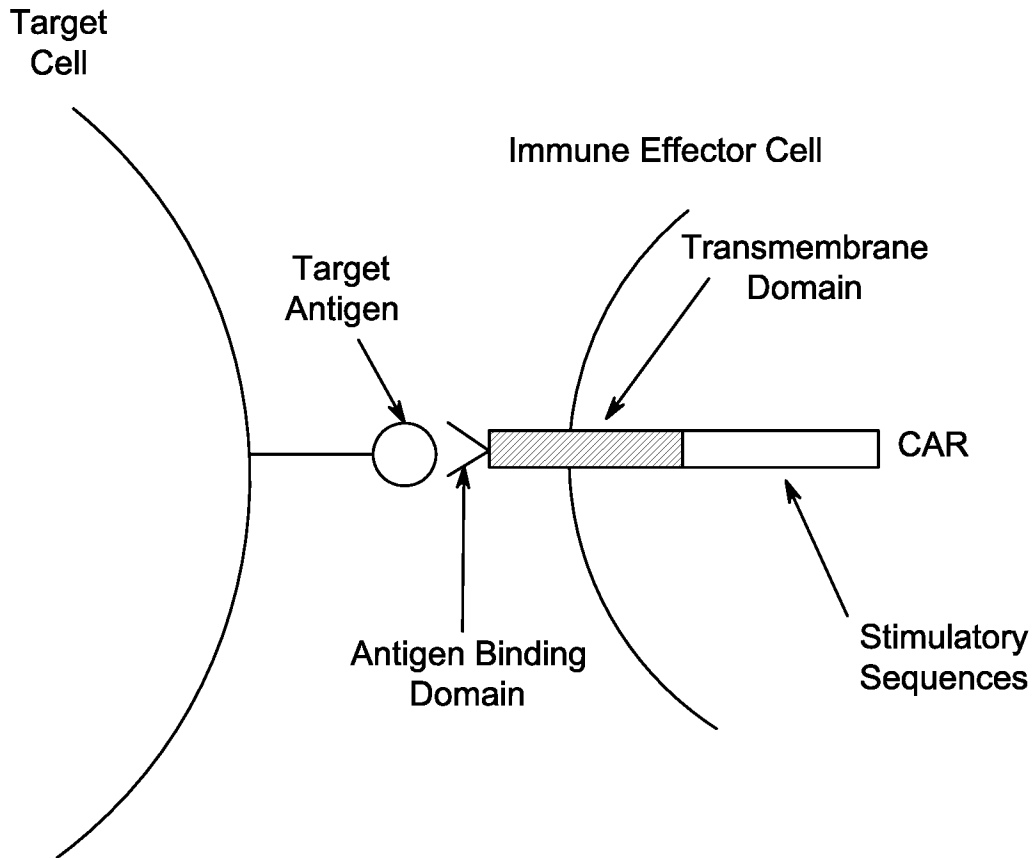 Target
Cell
Immune Effector Cell
Transmembrane
Domain
Target
Antigen
CAR
Antigen Binding
Domain
Stimulatory
Sequences